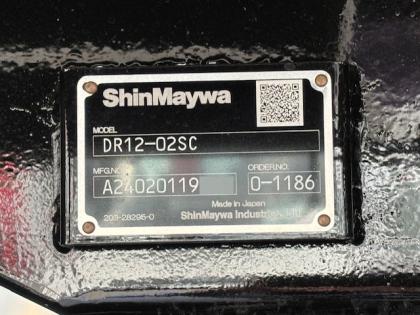 ShinMaywa
MODEL
DR12-02SC
MFG.NO. ORDER.NO.
A24020119 0-1186
Made in Japan
203-28295-0 ShinMaywa Industries, Ltd.